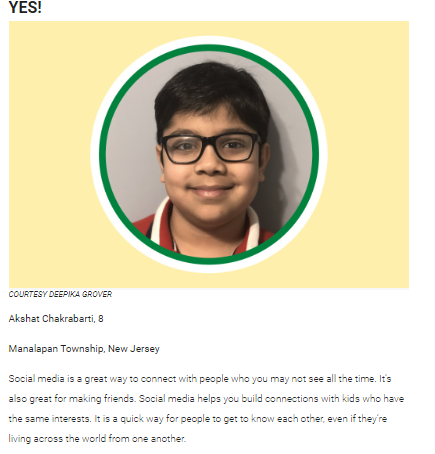 YES!
COURTESY DEEPIKA GROVER
Akshat Chakrabarti, 8
Manalapan Township, New Jersey
Social media is a great way to connect with people who you may not see all the time. It's
also great for making friends. Social media helps you build connections with kids who have
the same interests. It is a quick way for people to get to know each other, even if they're
living across the world from one another.